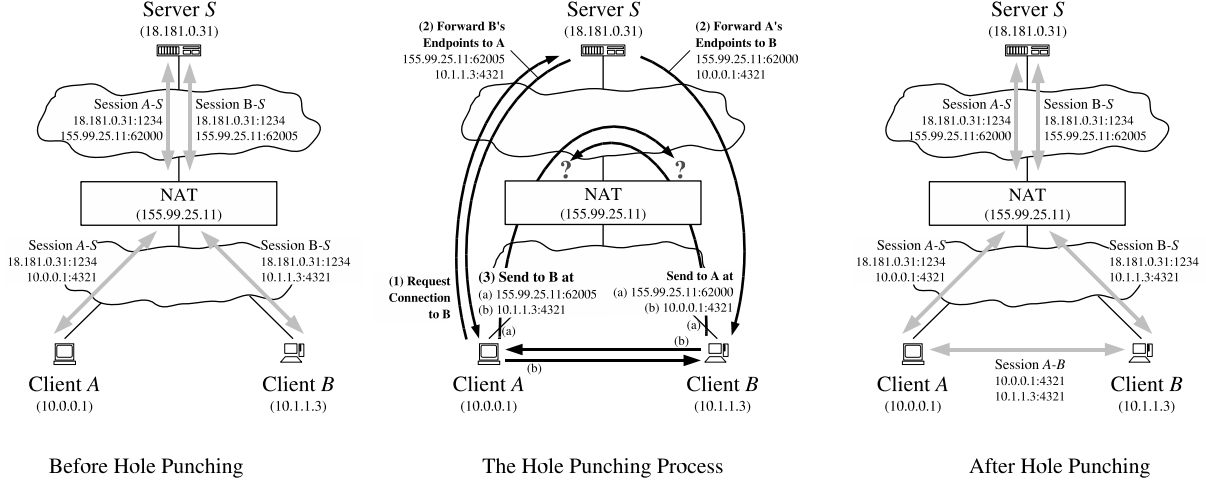 Server S
(18.181.0.31)
Session A-S
18.181.0.31:1234
155.99.25.11:62000
Session B-S
18.181.0.31:1234
155.99.25.11:62005
NAT
(155.99.25.11)
Session A-S
18.181.0.31:1234
10.0.0.1:4321
Session B-S
18.181.0.31:1234
10.1.1.3:4321
Client A
(10.0.0.1)
Client B
(10.1.1.3)
Before Hole Punching
Server S
(18.181.0.31)
(2) Forward B's
Endpoints to A
155.99.25.11:62005
10.1.1.3:4321
(2) Forward A's
Endpoints to B
155.99.25.11:62000
10.0.0.1:4321
?
?
NAT
(155.99.25.11)
(1) Request
Connection
to B
(3) Send to B at
(a) 155.99.25.11:62005
(b) 10.1.1.3:4321
(a)
Send to A at
(a) 155.99.25.11:62000
(b) 10.0.0.1:4321
(a)
(b)
(b)
Client A
(10.0.0.1)
Client B
(10.1.1.3)
The Hole Punching Process
Server S
(18.181.0.31)
Session A-S
18.181.0.31:1234
155.99.25.11:62000
Session B-S
18.181.0.31:1234
155.99.25.11:62005
NAT
(155.99.25.11)
Session A-S
18.181.0.31:1234
10.0.0.1:4321
Session B-S
18.181.0.31:1234
10.1.1.3:4321
Session A-B
10.0.0.1:4321
10.1.1.3:4321
Client A
(10.0.0.1)
Client B
(10.1.1.3)
After Hole Punching